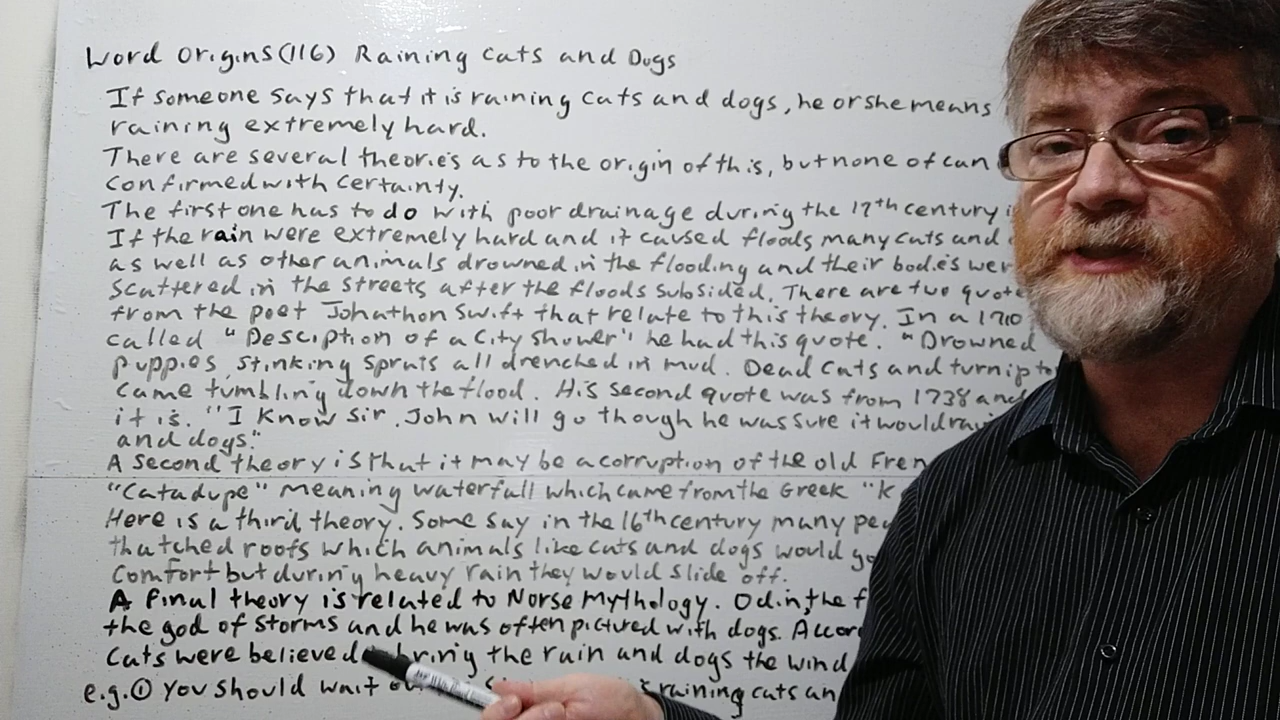 Word Origins (116) Raining Cats and Dogs
If someone says that it is raining cats and dogs, he or she means
raining extremely hard.
There are several theories as to the origin of this, but none of can
confirmed with certainty.
The first one has to do with poor drainage during the 17th century
If the rain were extremely hard and it caused floods many cats and
as well as other animals drowned in the flooding and their bodies wer
scattered in the streets after the floods subsided. There are two quote
from the poet Johathon Swift that relate to this theory. In a 1710
called "Desciption of a City Shower" he had this quote. "Drowned
puppies, stinking sprats all drenched in mud. Dead cats and turnip to
came tumbling down the flood. His second quote was from 1738 and
it is. "I know Sir John will go though he was sure it would rai
and dogs."
A second theory is that it may be a corruption of the old Fren
"Catadupe" meaning waterfall which came from the Greek "K
Here is a third theory. Some say in the 16th century many peo
thatched roofs which animals like cats and dogs would go
comfort but during heavy rain they would slide off.
A final theory is related to Norse Mythology. Odin, the f
the god of storms and he was often pictured with dogs. Accor
Cats were believed bring the rain and dogs the wind
e.g. ① You should wait raining cats an